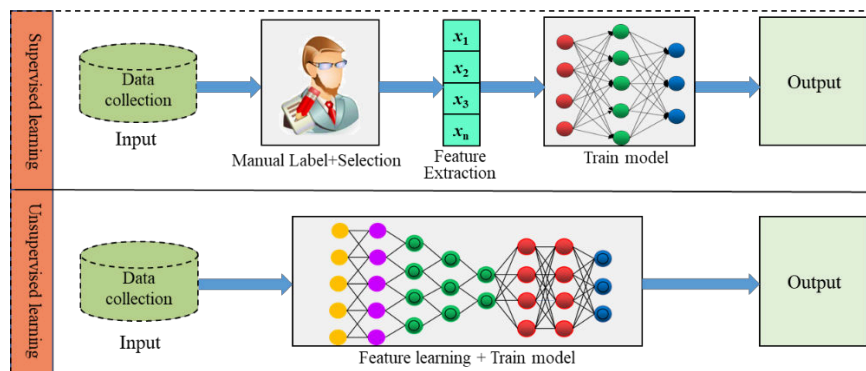 Supervised learning
Data
collection
Input
Manual Label+Selection
x1
x2
x3
xn
Feature
Extraction
Train model
Output
Unsupervised learning
Data
collection
Input
Feature learning + Train model
Output